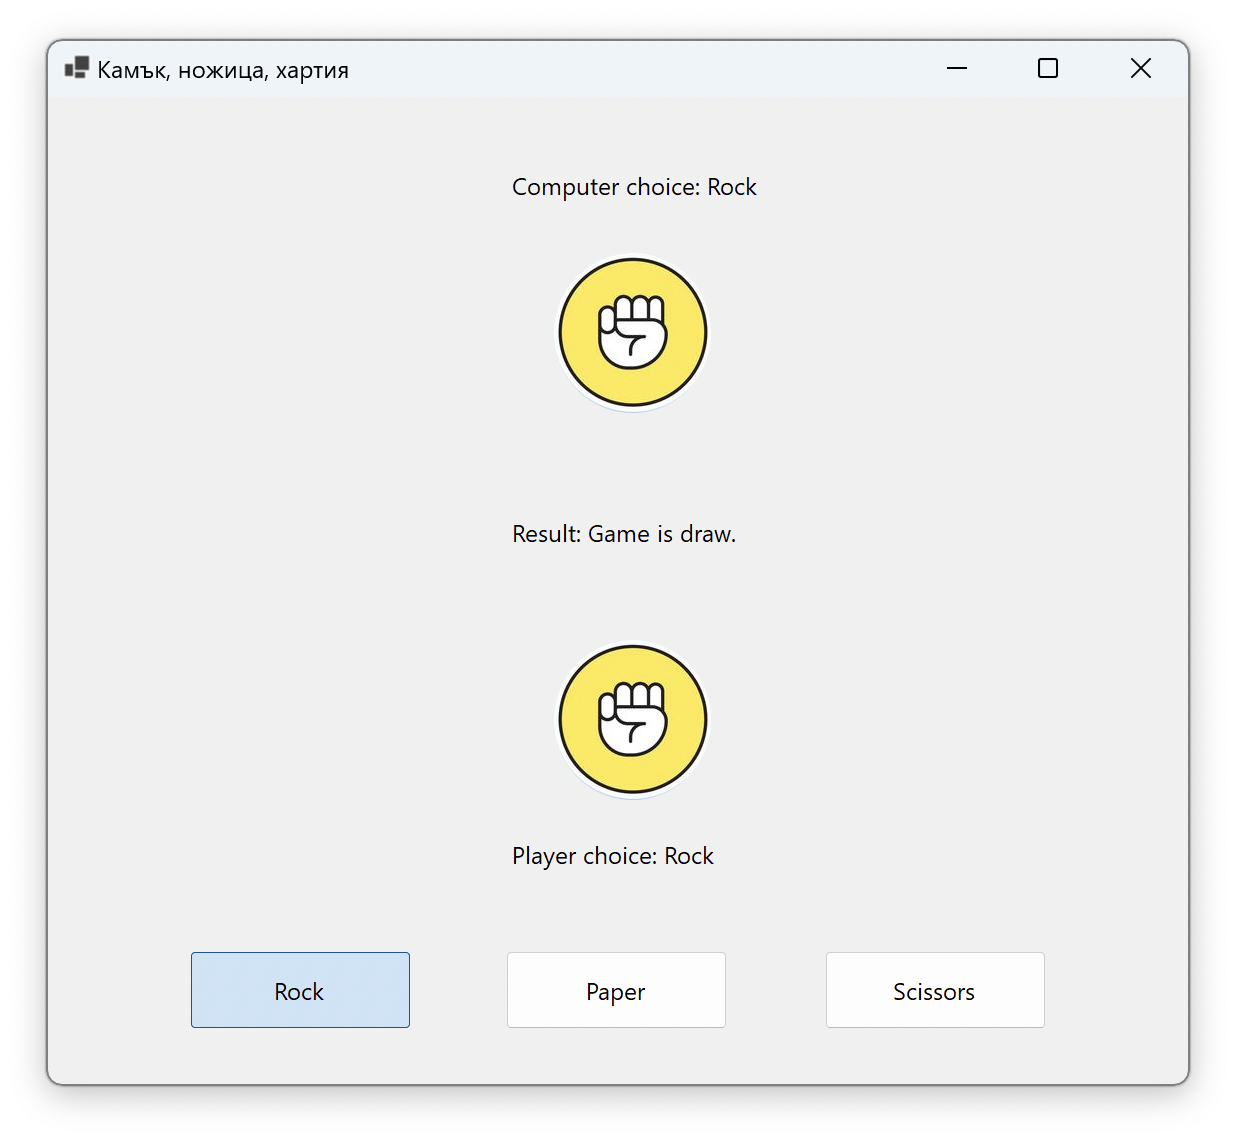 Камък, ножица, хартия
Computer choice: Rock
Result: Game is draw.
Player choice: Rock
Rock
Paper
Scissors